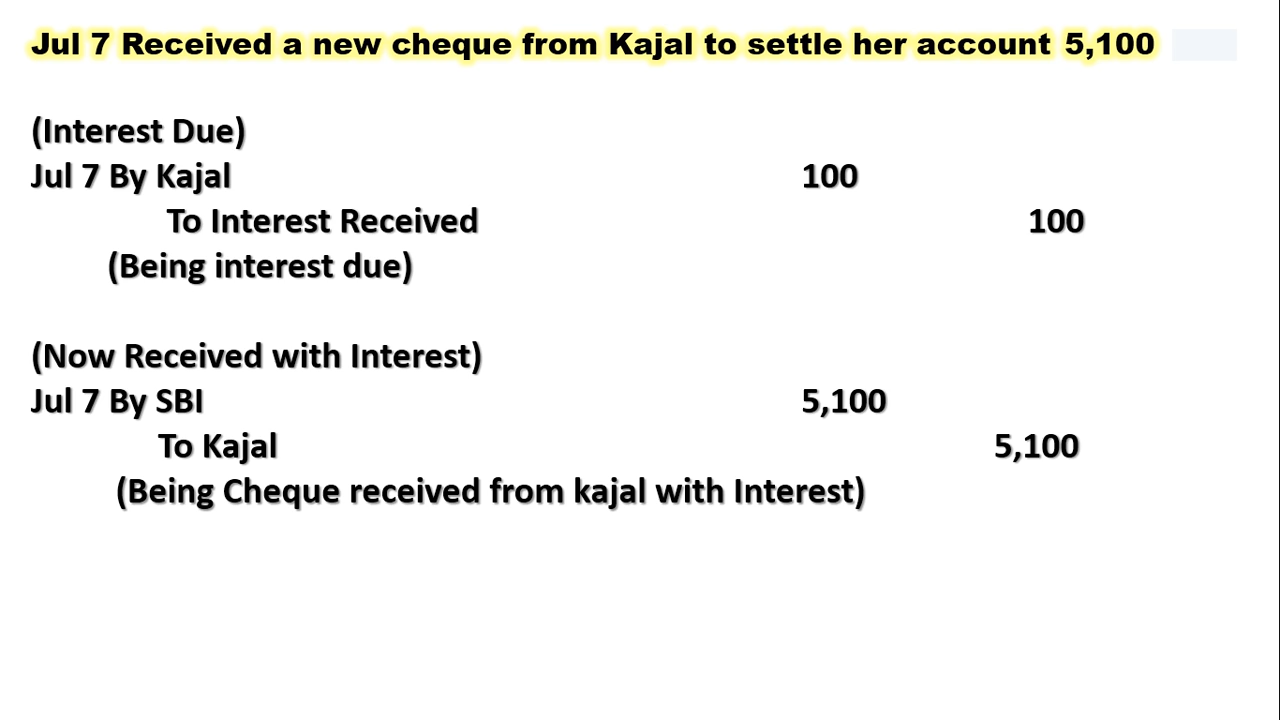 Jul 7 Received a new cheque from Kajal to settle her account 5,100
(Interest Due)
Jul 7 By Kajal 100
To Interest Received 100
(Being interest due)
(Now Received with Interest)
Jul 7 By SBI 5,100
To Kajal 5,100
(Being Cheque received from kajal with Interest)